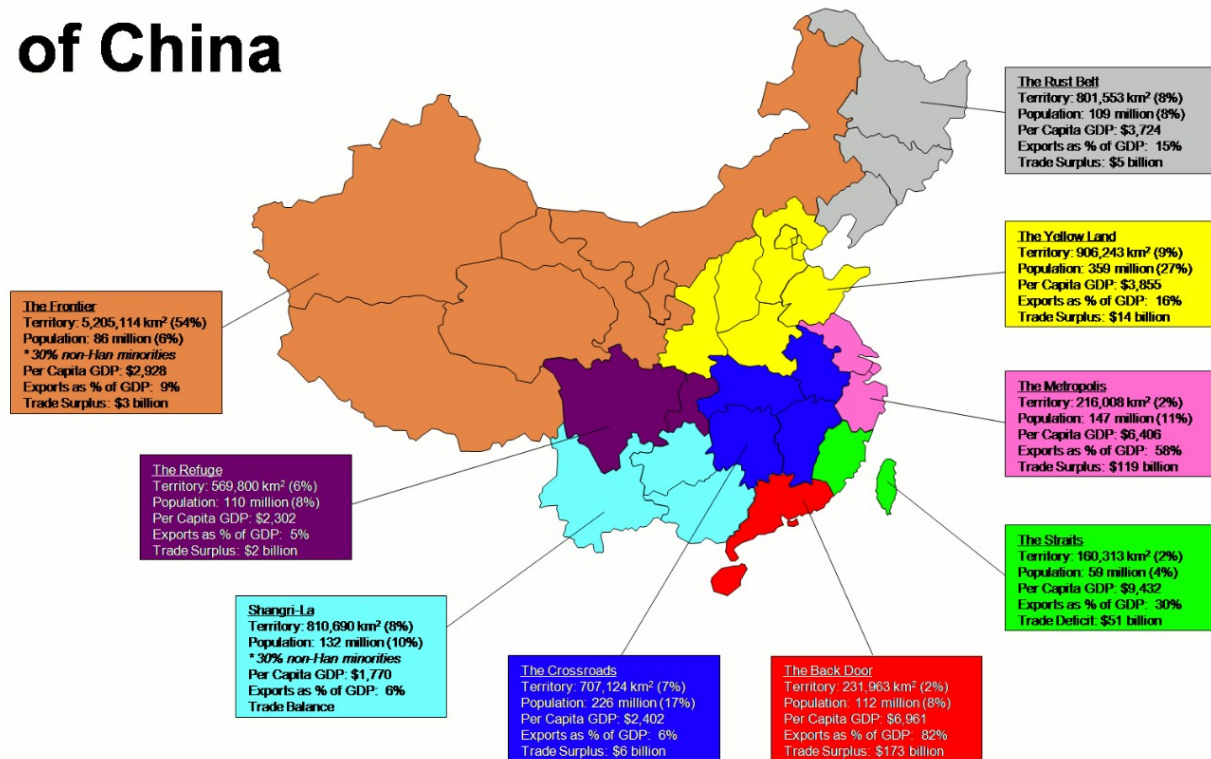 of China
The Rust Belt
Territory: 801,553 km² (8%)
Population: 109 million (8%)
Per Capita GDP: $3,724
Exports as % of GDP: 15%
Trade Surplus: $5 billion
The Yellow Land
Territory: 906,243 km² (9%)
Population: 359 million (27%)
Per Capita GDP: $3,855
Exports as % of GDP: 16%
Trade Surplus: $14 billion
The Frontier
Territory: 5,205,114 km² (54%)
Population: 86 million (6%)
* 30% non-Han minorities
Per Capita GDP: $2,928
Exports as % of GDP: 9%
Trade Surplus: $3 billion
The Metropolis
Territory: 216,008 km² (2%)
Population: 147 million (11%)
Per Capita GDP: $6,406
Exports as % of GDP: 58%
Trade Surplus: $119 billion
The Refuge
Territory: 569,800 km² (6%)
Population: 110 million (8%)
Per Capita GDP: $2,302
Exports as % of GDP: 5%
Trade Surplus: $2 billion
The Straits
Territory: 160,313 km² (2%)
Population: 59 million (4%)
Per Capita GDP: $9,432
Exports as % of GDP: 30%
Trade Deficit: $51 billion
Shangri-La
Territory: 810,690 km² (8%)
Population: 132 million (10%)
* 30% non-Han minorities
Per Capita GDP: $1,770
Exports as % of GDP: 6%
Trade Balance
The Crossroads
Territory: 707,124 km² (7%)
Population: 226 million (17%)
Per Capita GDP: $2,402
Exports as % of GDP: 6%
Trade Surplus: $6 billion
The Back Door
Territory: 231,963 km² (2%)
Population: 112 million (8%)
Per Capita GDP: $6,961
Exports as % of GDP: 82%
Trade Surplus: $173 billion